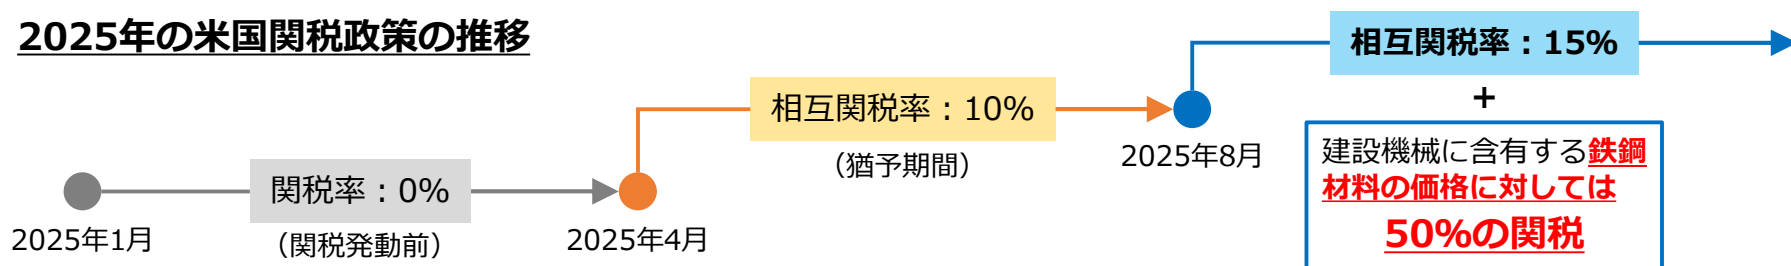 2025年の米国関税政策の推移
関税率：0%
（関税発動前）
2025年1月
2025年4月
相互関税率：10%
（猶予期間）
2025年8月
相互関税率：15%
+
建設機械に含有する鉄鋼
材料の価格に対しては
50%の関税